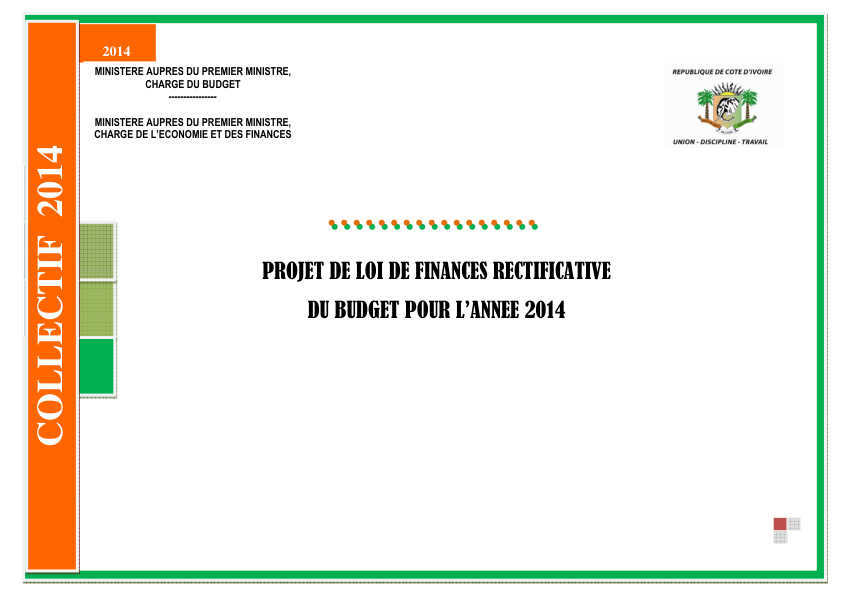 2014
MINISTERE AUPRES DU PREMIER MINISTRE,
CHARGE DU BUDGET
----------------
MINISTERE AUPRES DU PREMIER MINISTRE,
CHARGE DE L'ECONOMIE ET DES FINANCES
REPUBLIQUE DE COTE D'IVOIRE
UNION - DISCIPLINE - TRAVAIL
COLLECTIF 2014
PROJET DE LOI DE FINANCES RECTIFICATIVE
DU BUDGET POUR L'ANNEE 2014